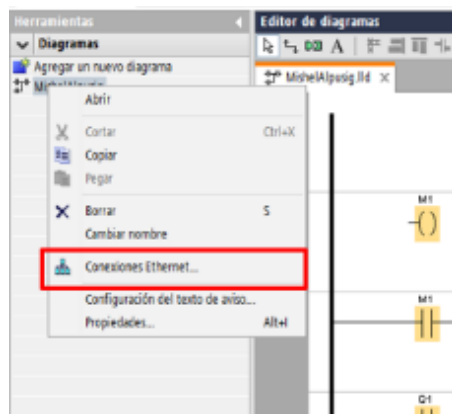 Herramientas
Editor de diagramas
Diagramas
A
Agregar un nuevo diagrama
MishelAlpusig.lld ×
Abrir
Cortar Ctrl+X
Copiar
Pegar
Borrar S
Cambiar nombre
Conexiones Ethernet...
Configuración del texto de aviso...
Propiedades... Alt+I
M1
M1
Q1